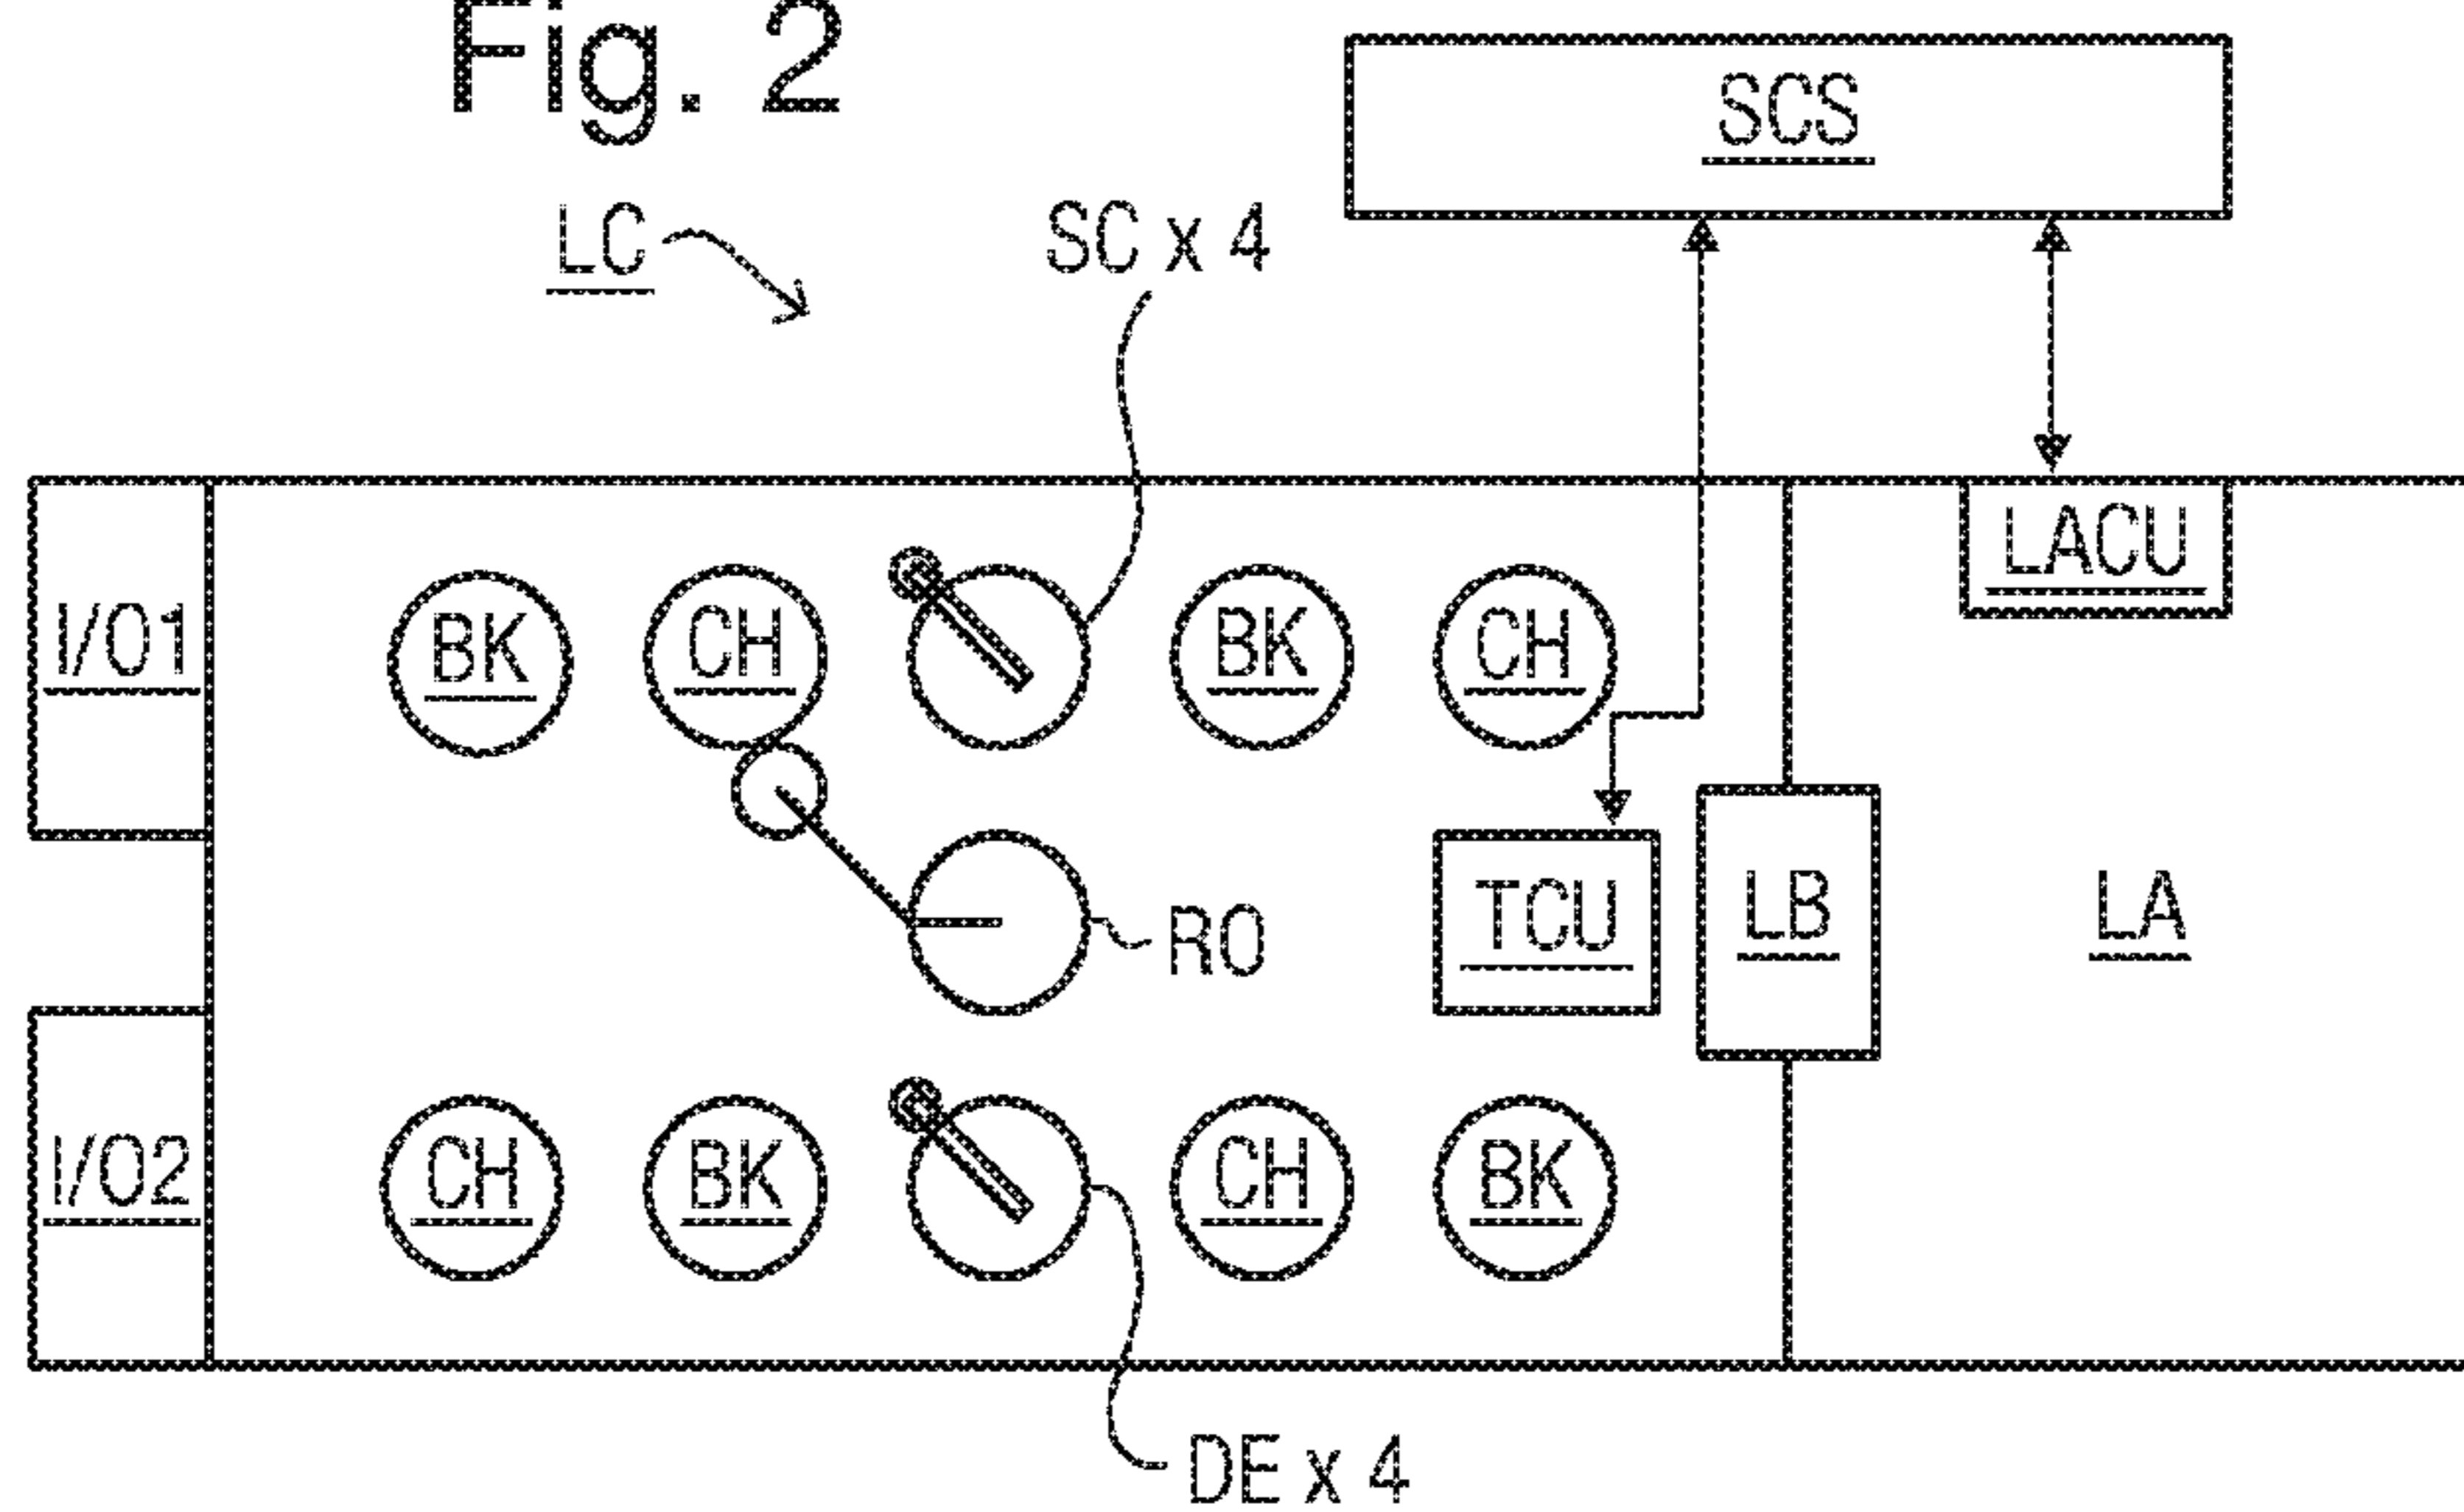 Fig. 2
SCS
LC
SC x 4
LACU
I/O1
BK
CH
BK
CH
RO
TCU
LB
LA
I/O2
CH
BK
CH
BK
DE x 4